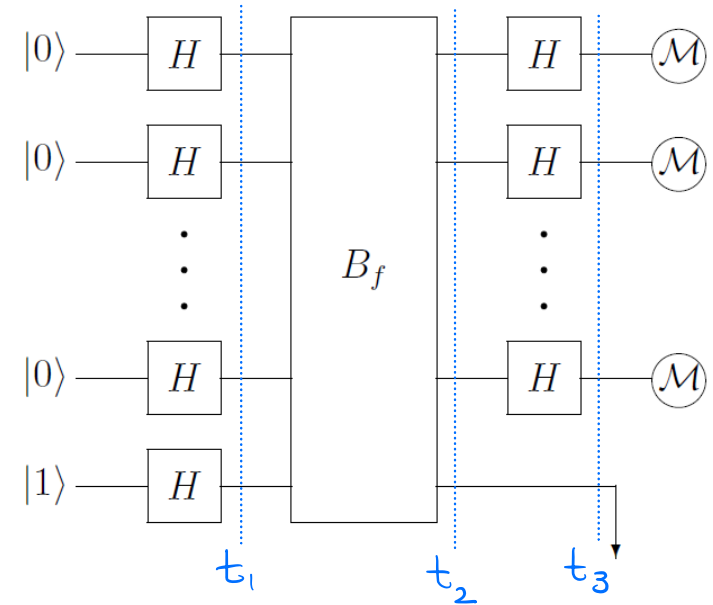 |0⟩ H H ℳ
|0⟩ H H ℳ
B_f
|0⟩ H H ℳ
|1⟩ H
t₁ t₂ t₃